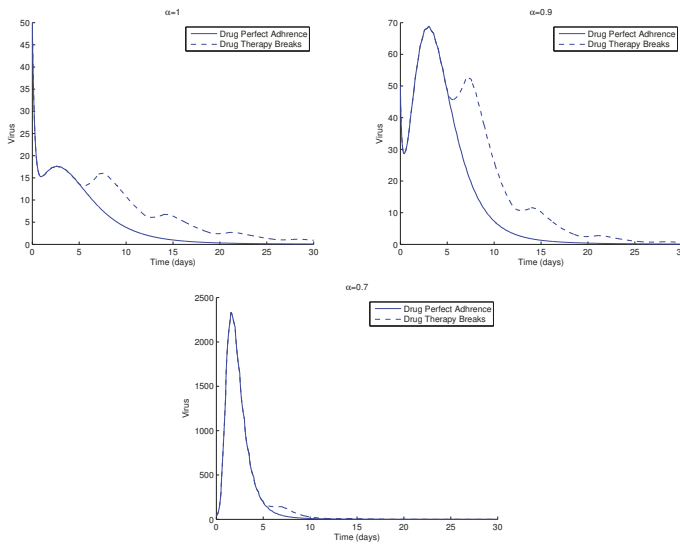 α=1
Drug Perfect Adhrence
Drug Therapy Breaks
50
45
40
35
30
25
20
15
10
5
0
Virus
0 5 10 15 20 25 30
Time (days)
α=0.9
Drug Perfect Adhrence
Drug Therapy Breaks
70
60
50
40
30
20
10
0
Virus
0 5 10 15 20 25 30
Time (days)
α=0.7
Drug Perfect Adhrence
Drug Therapy Breaks
2500
2000
1500
1000
500
0
Virus
0 5 10 15 20 25 30
Time (days)